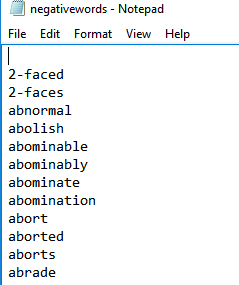 negativewords - Notepad
File Edit Format View Help
2-faced
2-faces
abnormal
abolish
abominable
abominably
abominate
abomination
abort
aborted
aborts
abrade